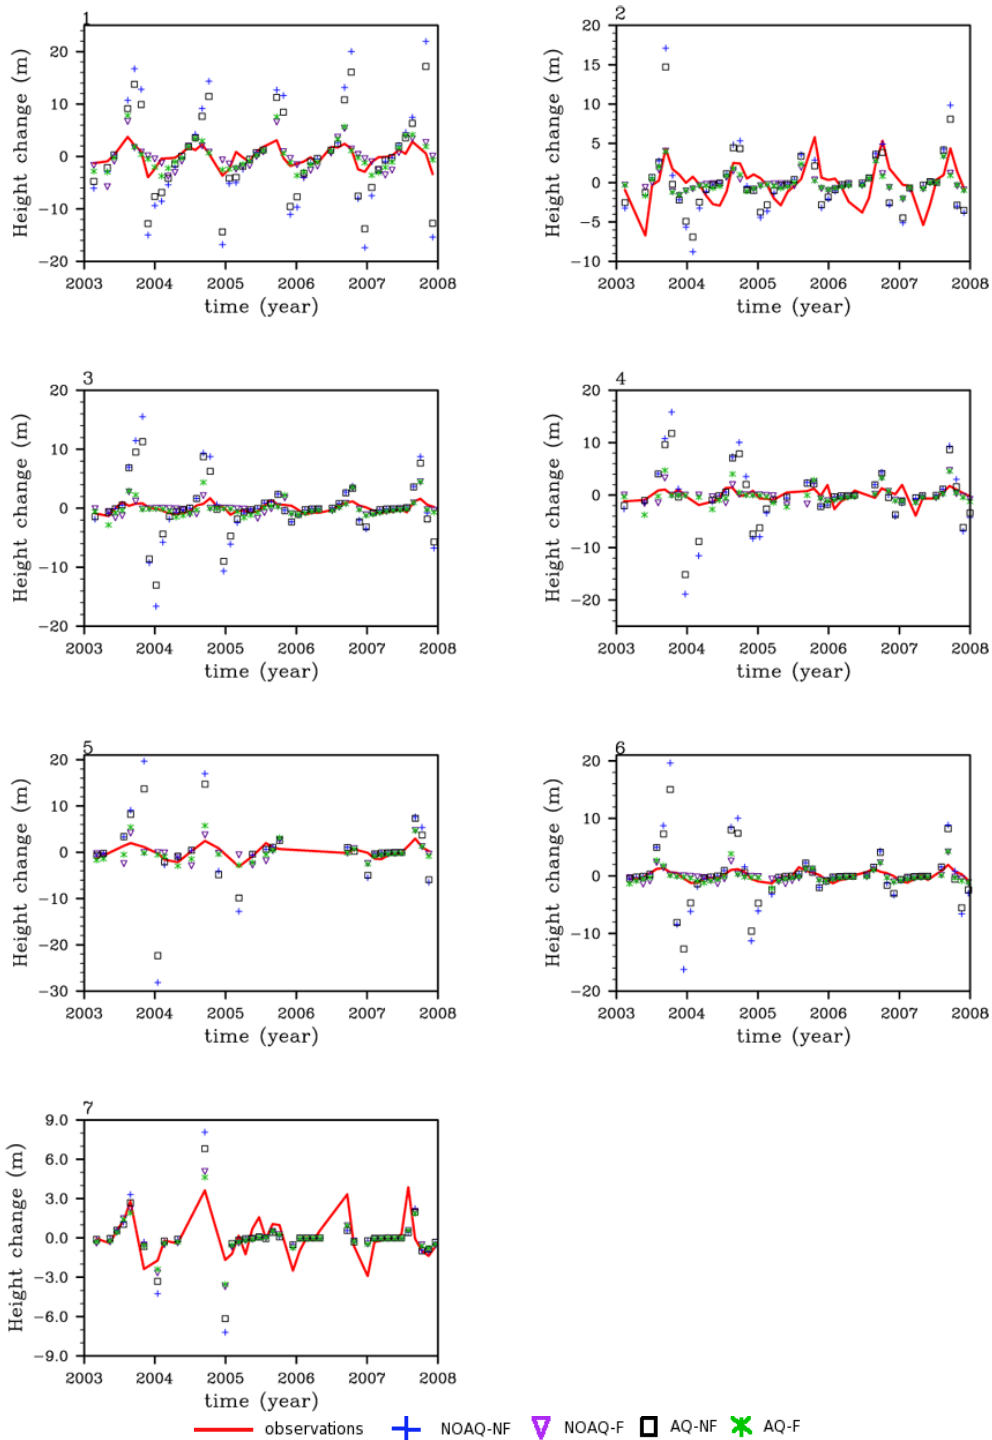 1
Height change (m)
20
10
0
−10
−20
2003 2004 2005 2006 2007 2008
time (year)
2
Height change (m)
20
15
10
5
0
−5
−10
2003 2004 2005 2006 2007 2008
time (year)
3
Height change (m)
20
10
0
−10
−20
2003 2004 2005 2006 2007 2008
time (year)
4
Height change (m)
20
10
0
−10
−20
2003 2004 2005 2006 2007 2008
time (year)
5
Height change (m)
20
10
0
−10
−20
−30
2003 2004 2005 2006 2007 2008
time (year)
6
Height change (m)
20
10
0
−10
−20
2003 2004 2005 2006 2007 2008
time (year)
7
Height change (m)
9.0
6.0
3.0
0.0
−3.0
−6.0
−9.0
2003 2004 2005 2006 2007 2008
time (year)
observations NOAQ-NF NOAQ-F AQ-NF AQ-F